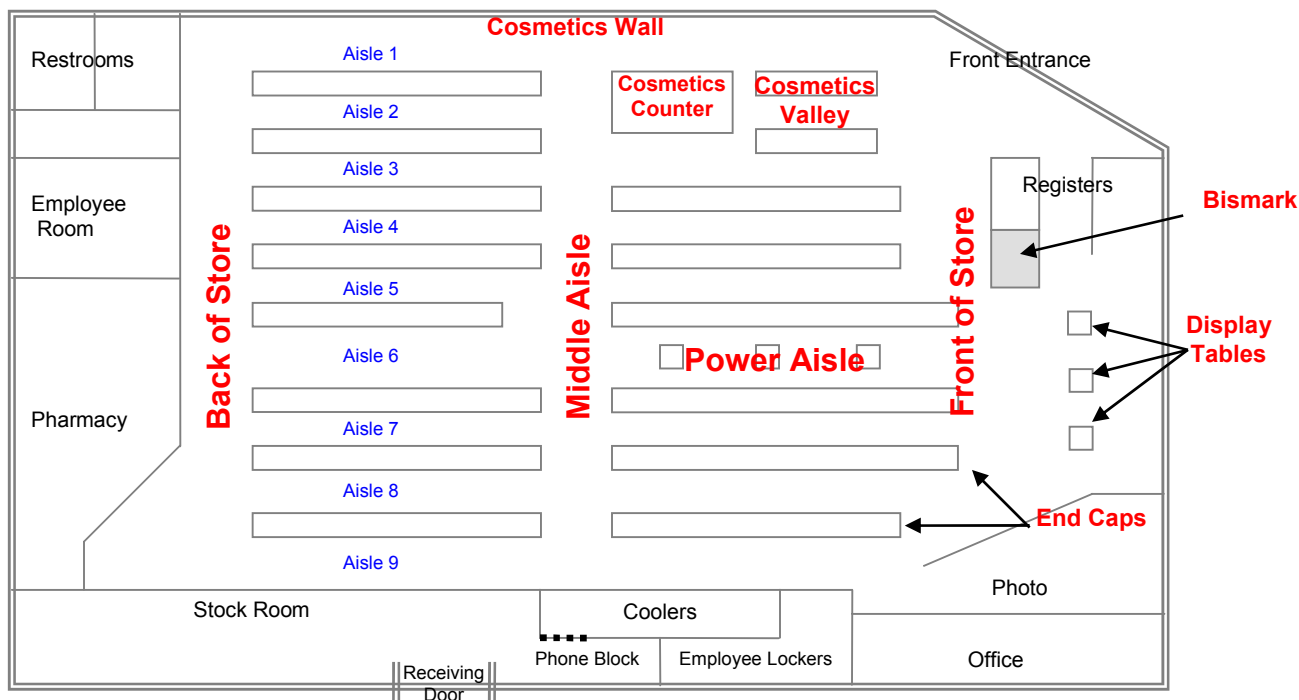 Cosmetics Wall
Restrooms
Aisle 1
Front Entrance
Cosmetics
Counter
Cosmetics
Valley
Aisle 2
Aisle 3
Registers
Bismark
Employee
Room
Aisle 4
Back of Store
Middle Aisle
Front of Store
Aisle 5
Display
Tables
Aisle 6
Power Aisle
Pharmacy
Aisle 7
Aisle 8
End Caps
Aisle 9
Photo
Stock Room
Coolers
Phone Block
Employee Lockers
Office
Receiving
Door